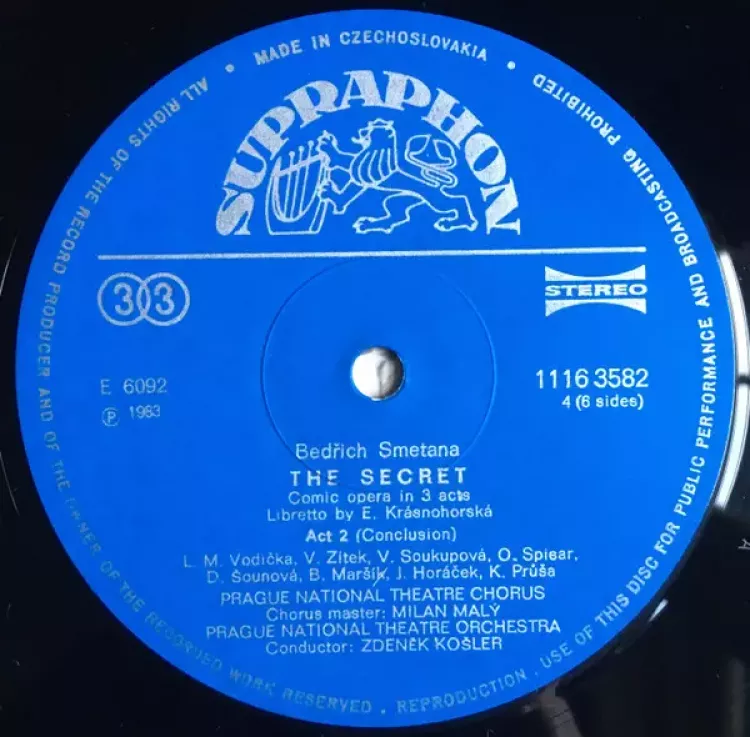 ALL RIGHTS OF THE RECORD PRODUCER AND OF THE OWNER OF THE RECORDED WORK RESERVED . REPRODUCTION . USE OF THIS DISC FOR PUBLIC PERFORMANCE AND BROADCASTING PROHIBITED
• MADE IN CZECHOSLOVAKIA •
SUPRAPHON
33
STEREO
E 6092
Ⓟ 1983
1116 3582
4 (6 sides)
Bedřich Smetana
THE SECRET
Comic opera in 3 acts
Libretto by E. Krásnohorská
Act 2 (Conclusion)
L. M. Vodička, V. Zítek, V. Soukupová, O. Spisar,
D. Šounová, B. Maršík, J. Horáček, K. Průša
PRAGUE NATIONAL THEATRE CHORUS
Chorus master: MILAN MALÝ
PRAGUE NATIONAL THEATRE ORCHESTRA
Conductor: ZDENĚK KOŠLER